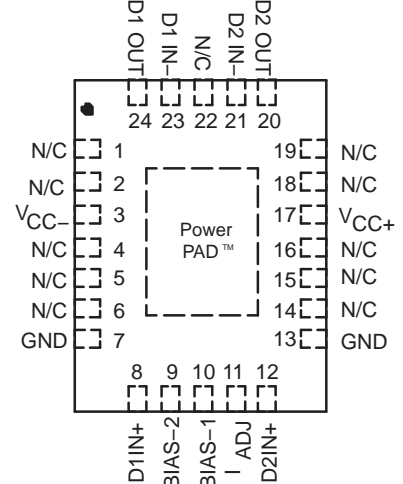 D1 OUT
D1 IN−
N/C
D2 IN−
D2 OUT
24 23 22 21 20
N/C 1
N/C 2
VCC− 3
N/C 4
N/C 5
N/C 6
GND 7
Power
PAD ™
19 N/C
18 N/C
17 VCC+
16 N/C
15 N/C
14 N/C
13 GND
8 9 10 11 12
D1IN+
BIAS−2
BIAS−1
I ADJ
D2IN+